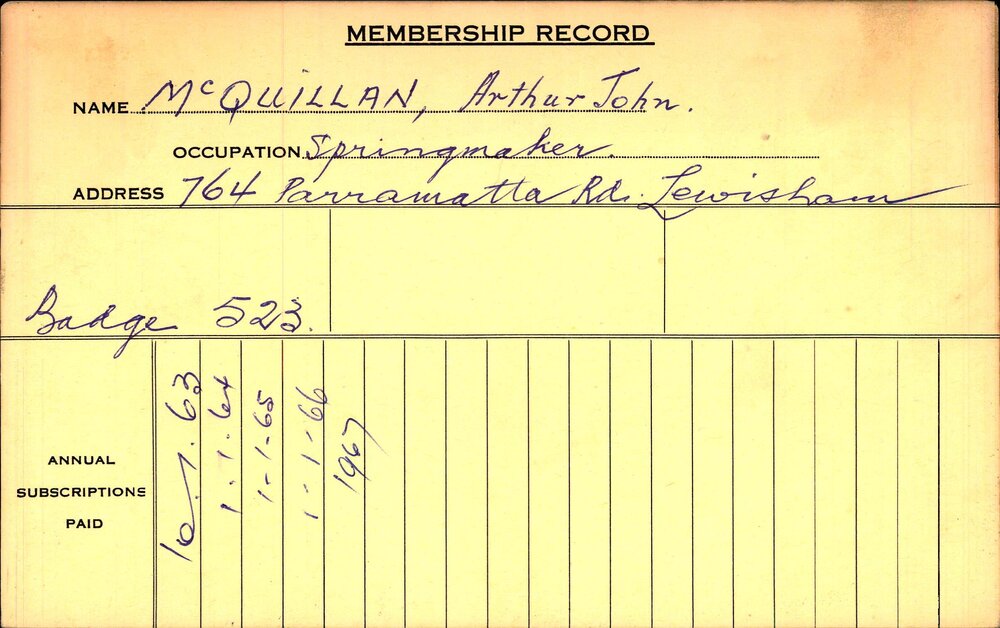 MEMBERSHIP RECORD
NAME McQUILLAN, Arthur John.
OCCUPATION Springmaker.
ADDRESS 764 Parramatta Rd. Lewisham
Badge 523.
ANNUAL
SUBSCRIPTIONS
PAID
10.7.63
1.1.64
1-1-65
1-1-66
1967